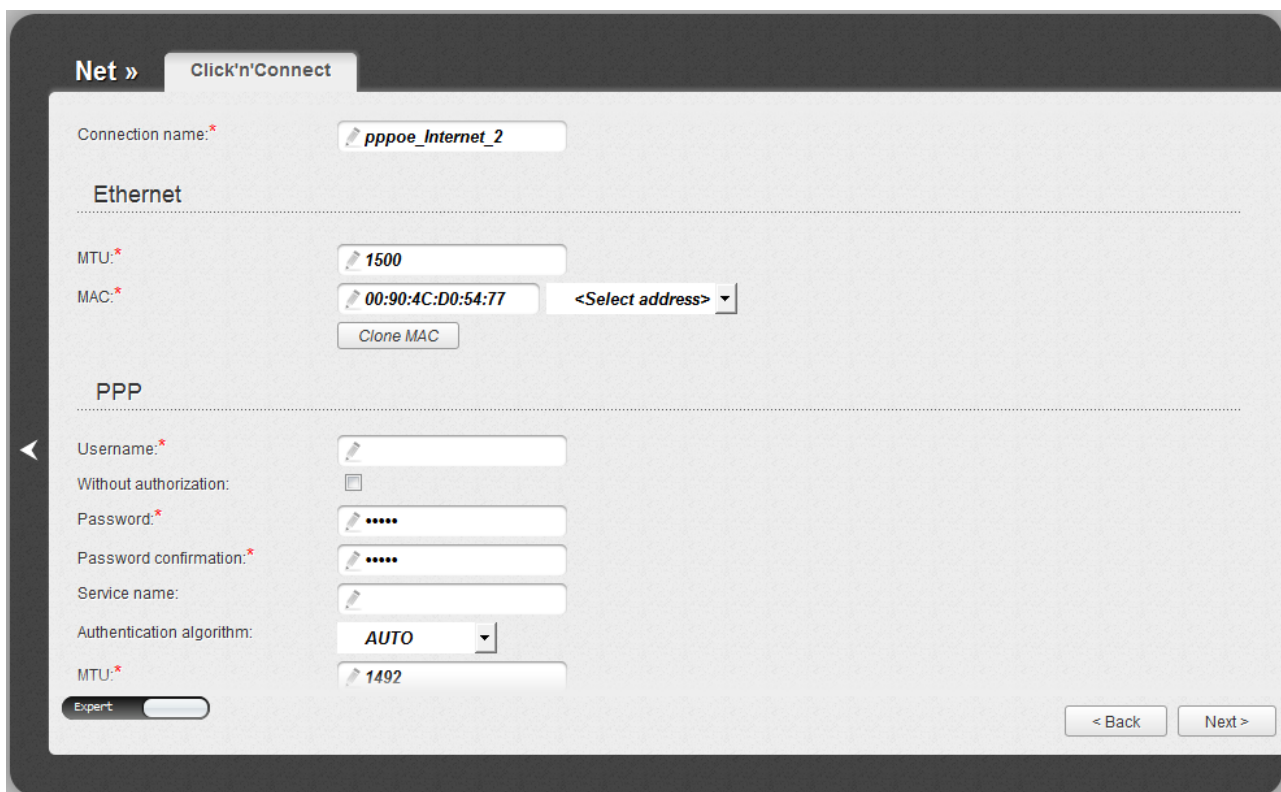 Net » Click'n'Connect
Connection name:* pppoe_Internet_2
Ethernet
MTU:* 1500
MAC:* 00:90:4C:D0:54:77 <Select address>
Clone MAC
PPP
Username:*
Without authorization:
Password:* •••••
Password confirmation:* •••••
Service name:
Authentication algorithm: AUTO
MTU:* 1492
Expert
< Back Next >